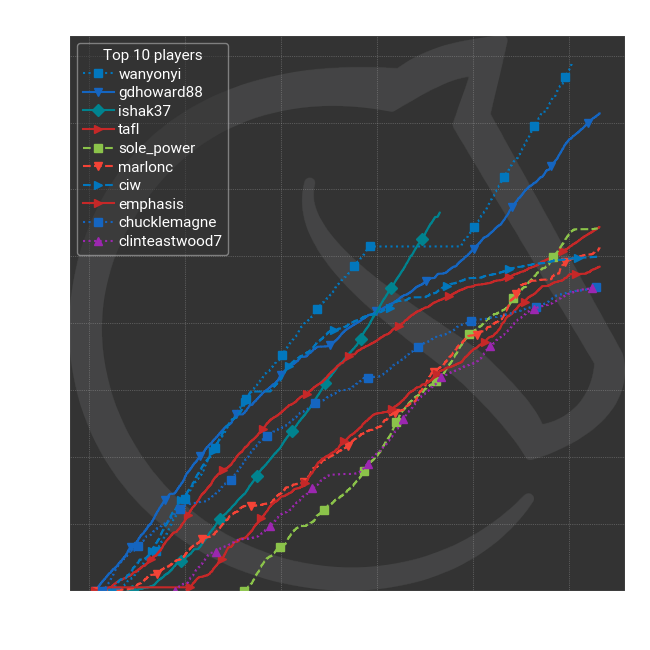 Top 10 players
wanyonyi
gdhoward88
ishak37
tafl
sole_power
marlonc
ciw
emphasis
chucklemagne
clinteastwood7